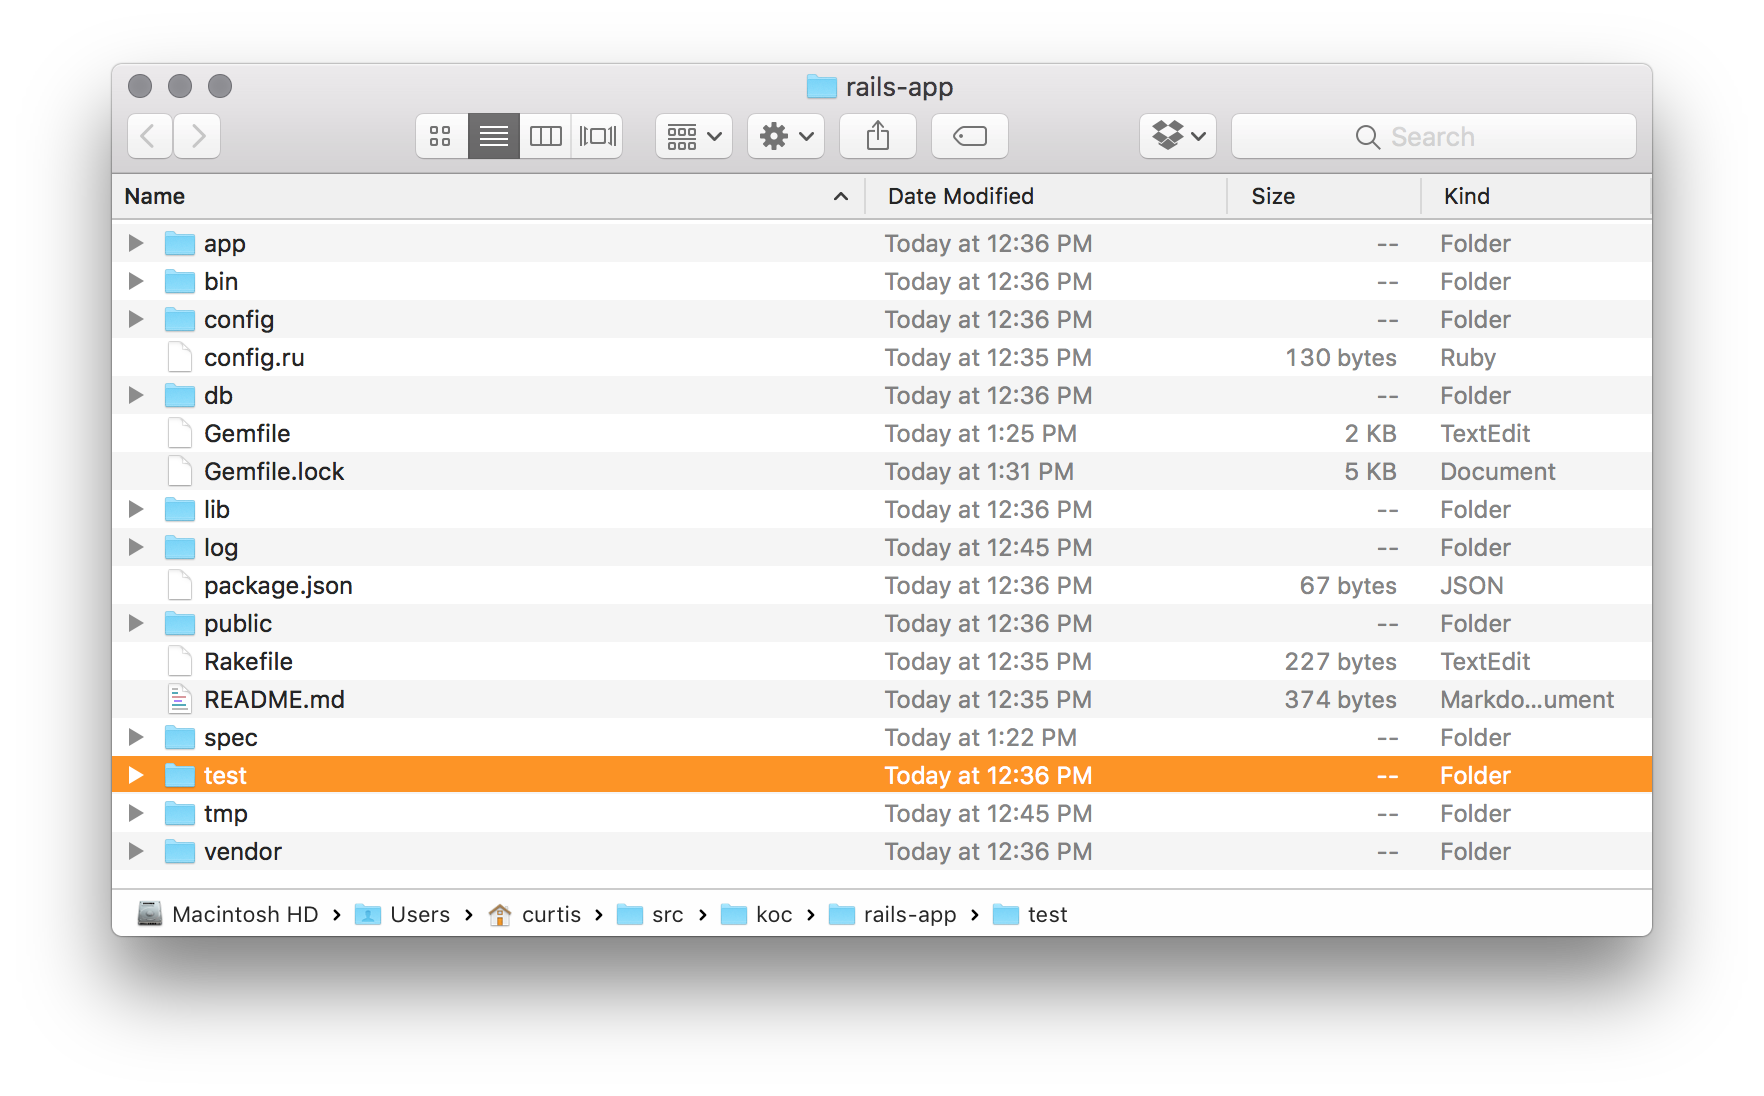 rails-app
Search
Name Date Modified Size Kind
app Today at 12:36 PM -- Folder
bin Today at 12:36 PM -- Folder
config Today at 12:36 PM -- Folder
config.ru Today at 12:35 PM 130 bytes Ruby
db Today at 12:36 PM -- Folder
Gemfile Today at 1:25 PM 2 KB TextEdit
Gemfile.lock Today at 1:31 PM 5 KB Document
lib Today at 12:36 PM -- Folder
log Today at 12:45 PM -- Folder
package.json Today at 12:36 PM 67 bytes JSON
public Today at 12:36 PM -- Folder
Rakefile Today at 12:35 PM 227 bytes TextEdit
README.md Today at 12:35 PM 374 bytes Markdo...ument
spec Today at 1:22 PM -- Folder
test Today at 12:36 PM -- Folder
tmp Today at 12:45 PM -- Folder
vendor Today at 12:36 PM -- Folder
Macintosh HD › Users › curtis › src › koc › rails-app › test